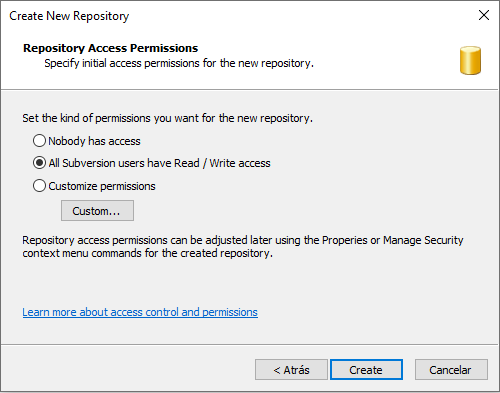 Create New Repository
Repository Access Permissions
Specify initial access permissions for the new repository.
Set the kind of permissions you want for the new repository.
Nobody has access
All Subversion users have Read / Write access
Customize permissions
Custom...
Repository access permissions can be adjusted later using the Properies or Manage Security
context menu commands for the created repository.
Learn more about access control and permissions
< Atrás Create Cancelar